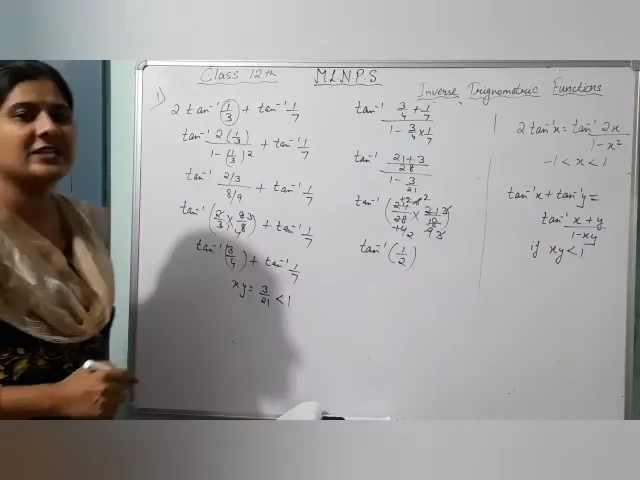 Class 12th
M.L.N.P.S
Inverse Trigonometric Functions
1) 2 tan⁻¹(1/3) + tan⁻¹ 1/7
tan⁻¹ 2(1/3)/1-(1/3)² + tan⁻¹ 1/7
tan⁻¹ 2/3 / 8/9 + tan⁻¹ 1/7
tan⁻¹(2/3 × 9 3/8) + tan⁻¹ 1/7
tan⁻¹(3/4) + tan⁻¹ 1/7
xy = 3/21 < 1
tan⁻¹ 3/4 + 1/7 / 1 - 3/4 × 1/7
tan⁻¹ 21+3/28 / 1 - 3/21
tan⁻¹
tan⁻¹(1/2)
2 tan⁻¹x = tan⁻¹ 2x/1-x²
-1 < x < 1
tan⁻¹x + tan⁻¹y =
tan⁻¹ x+y/1-xy
if xy < 1